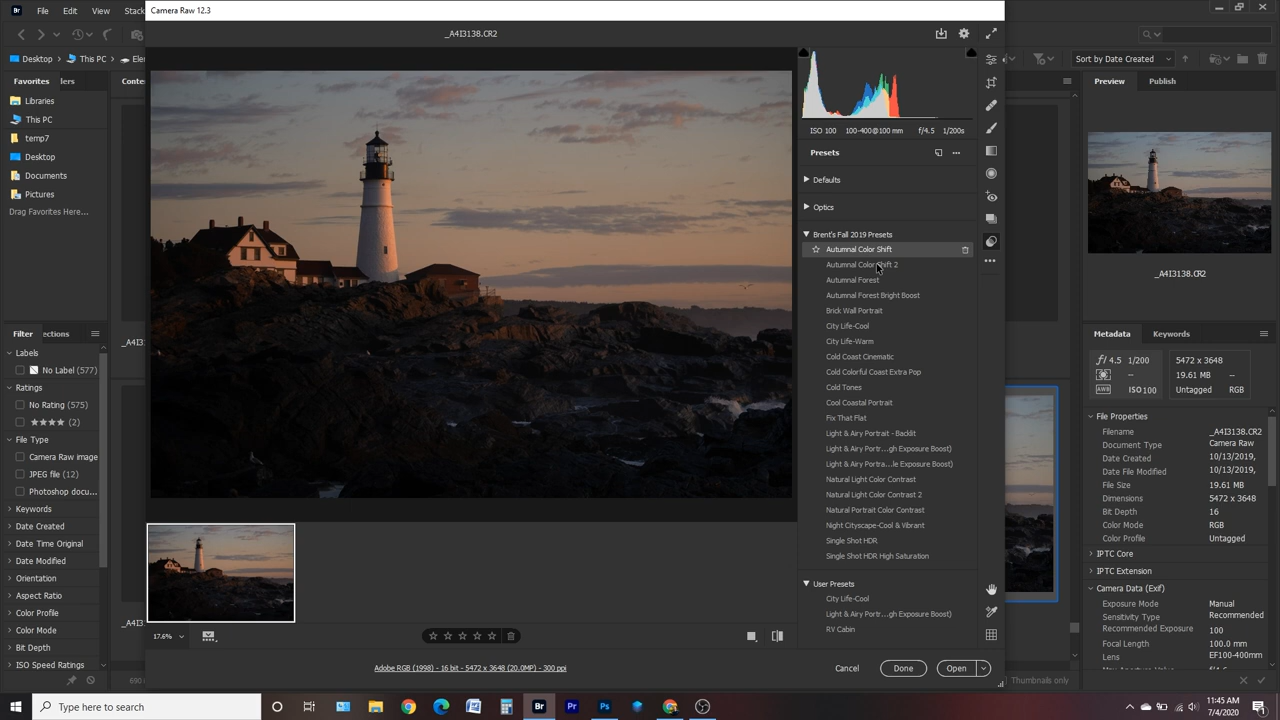 Camera Raw 12.3
Br File Edit View Stack
_A4I3138.CR2
Desktop This PC
Sort by Date Created
Favorites
Libraries
This PC
temp7
Desktop
Documents
Pictures
Drag Favorites Here...
Filter
Labels
No Label (577)
Ratings
No Rating (575)
★★★★ (2)
File Type
Camera Raw image
JPEG file (12)
Photoshop docu...
Keywords
Date Created
Date Time Original
Date Modified
Orientation
Aspect Ratio
Color Profile
Color Mode
Bit Depth
ISO Speed Ratings
17.6%
Adobe RGB (1998) - 16 bit - 5472 x 3648 (20.0MP) - 300 ppi
ISO 100 100-400@100 mm f/4.5 1/200s
Presets
Defaults
Optics
Brent's Fall 2019 Presets
Autumnal Color Shift
Autumnal Color Shift 2
Autumnal Forest
Autumnal Forest Bright Boost
Brick Wall Portrait
City Life-Cool
City Life-Warm
Cold Coast Cinematic
Cold Colorful Coast Extra Pop
Cold Tones
Cool Coastal Portrait
Fix That Flat
Light & Airy Portrait - Backlit
Light & Airy Portr...gh Exposure Boost)
Light & Airy Portra...le Exposure Boost)
Natural Light Color Contrast
Natural Light Color Contrast 2
Natural Portrait Color Contrast
Night Cityscape-Cool & Vibrant
Single Shot HDR
Single Shot HDR High Saturation
User Presets
City Life-Cool
Light & Airy Portr...gh Exposure Boost)
RV Cabin
Cancel Done Open
Preview Publish
_A4I3138.CR2
Metadata Keywords
f/ 4.5 1/200
-- 
AWB ISO100
5472 x 3648
19.61 MB --
Untagged RGB
File Properties
Filename _A4I3138.CR2
Document Type Camera Raw
Date Created 10/13/2019,
Date File Modified 10/13/2019,
File Size 19.61 MB
Dimensions 5472 x 3648
Bit Depth 16
Color Mode RGB
Color Profile Untagged
IPTC Core
IPTC Extension
Camera Data (Exif)
Exposure Mode Manual
Sensitivity Type Recommended
Recommended Exposure 100
Focal Length 100.0 mm
Lens EF100-400mm
Thumbnails only
Type here to search
Br Pr Ps
11:45 AM
7/4/2020